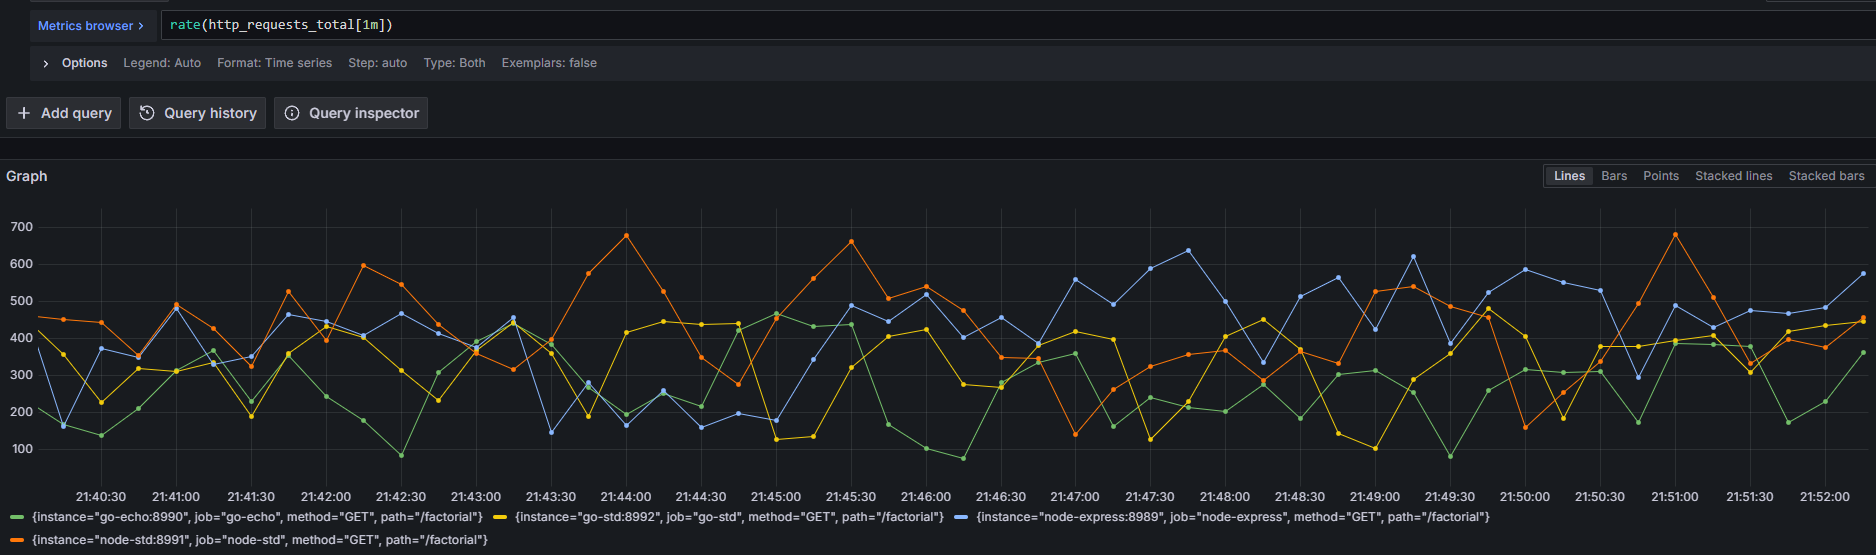 Metrics browser >
rate(http_requests_total[1m])
> Options Legend: Auto Format: Time series Step: auto Type: Both Exemplars: false
+ Add query Query history Query inspector
Graph
Lines Bars Points Stacked lines Stacked bars
700
600
500
400
300
200
100
21:40:30 21:41:00 21:41:30 21:42:00 21:42:30 21:43:00 21:43:30 21:44:00 21:44:30 21:45:00 21:45:30 21:46:00 21:46:30 21:47:00 21:47:30 21:48:00 21:48:30 21:49:00 21:49:30 21:50:00 21:50:30 21:51:00 21:51:30 21:52:00
{instance="go-echo:8990", job="go-echo", method="GET", path="/factorial"} {instance="go-std:8992", job="go-std", method="GET", path="/factorial"} {instance="node-express:8989", job="node-express", method="GET", path="/factorial"}
{instance="node-std:8991", job="node-std", method="GET", path="/factorial"}